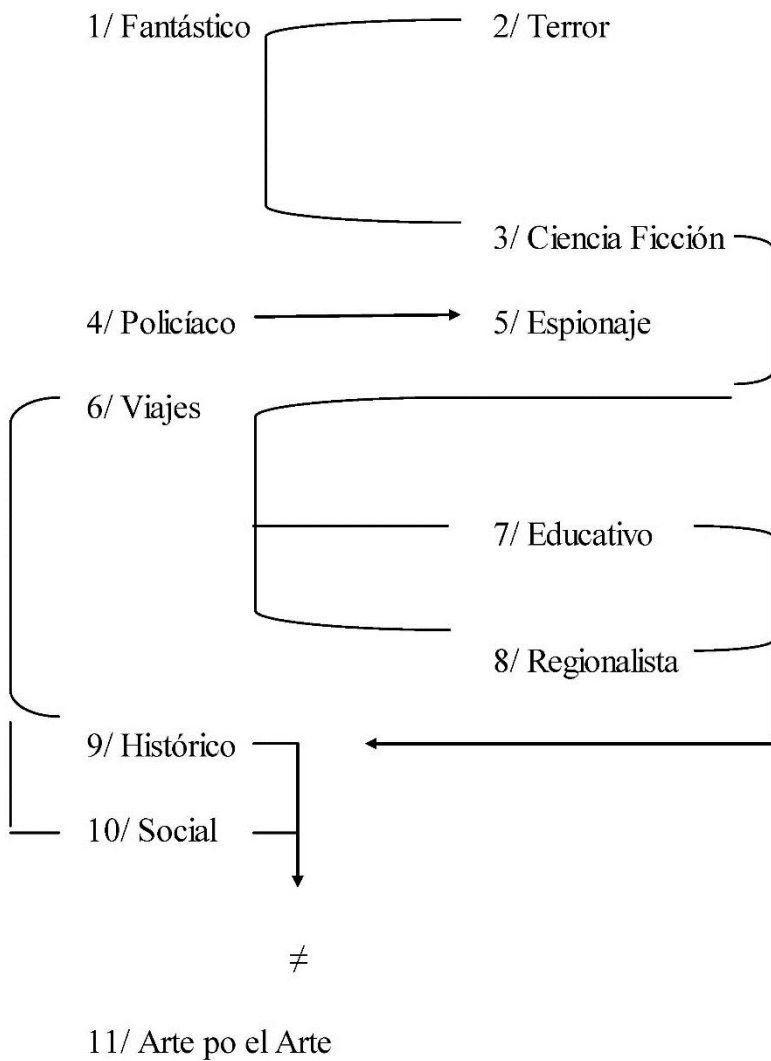 1/ Fantástico 2/ Terror
3/ Ciencia Ficción
4/ Policíaco 5/ Espionaje
6/ Viajes
7/ Educativo
8/ Regionalista
9/ Histórico
10/ Social
≠
11/ Arte po el Arte